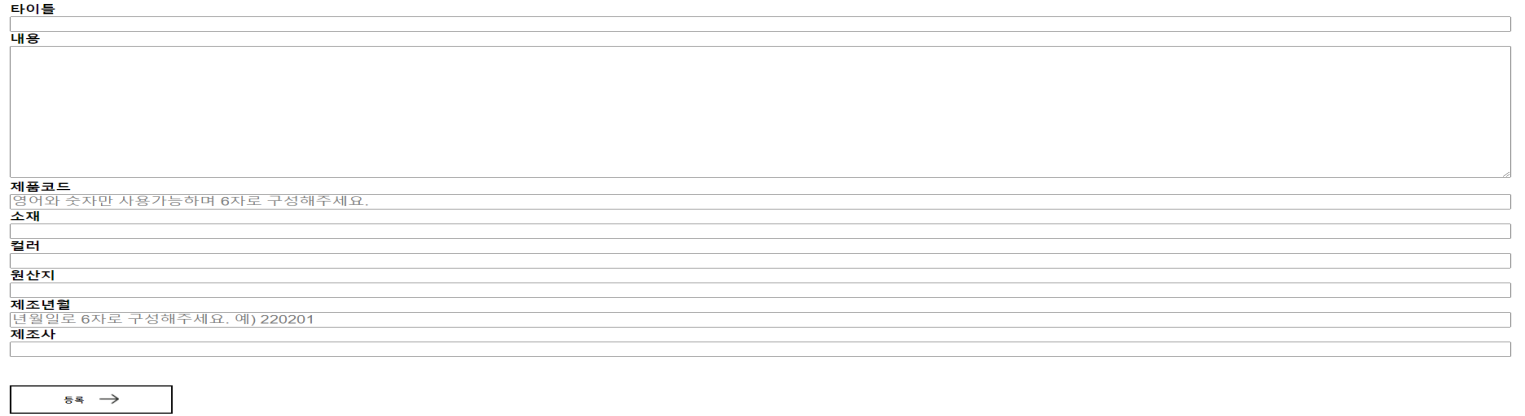 타이틀
내용
제품코드
영어와 숫자만 사용가능하며 6자로 구성해주세요.
소재
컬러
원산지
제조년월
년월일로 6자로 구성해주세요. 예) 220201
제조사
등록 →